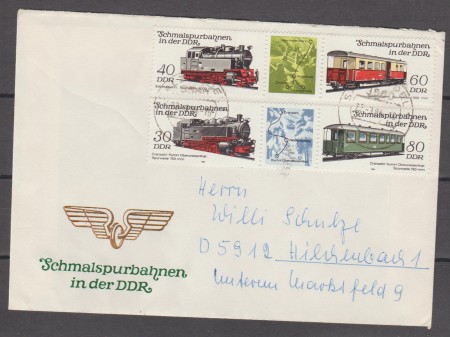 Schmalspurbahnen
in der DDR
40
DDR
Schmalspurbahnen
in der DDR
60
DDR
Schmalspurbahnen
in der DDR
30
DDR
Schmalspurbahnen
in der DDR
80
DDR
Herrn
Willi Schulze
D 5912 Hilchenbach 1
Unterm Marktfeld 9
Schmalspurbahnen
in der DDR